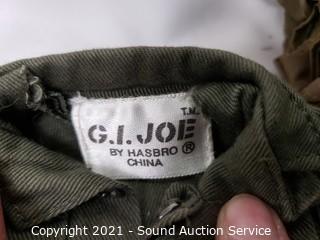 T.M.
G.I. JOE
BY HASBRO ®
CHINA
Copyright 2021 - Sound Auction Service